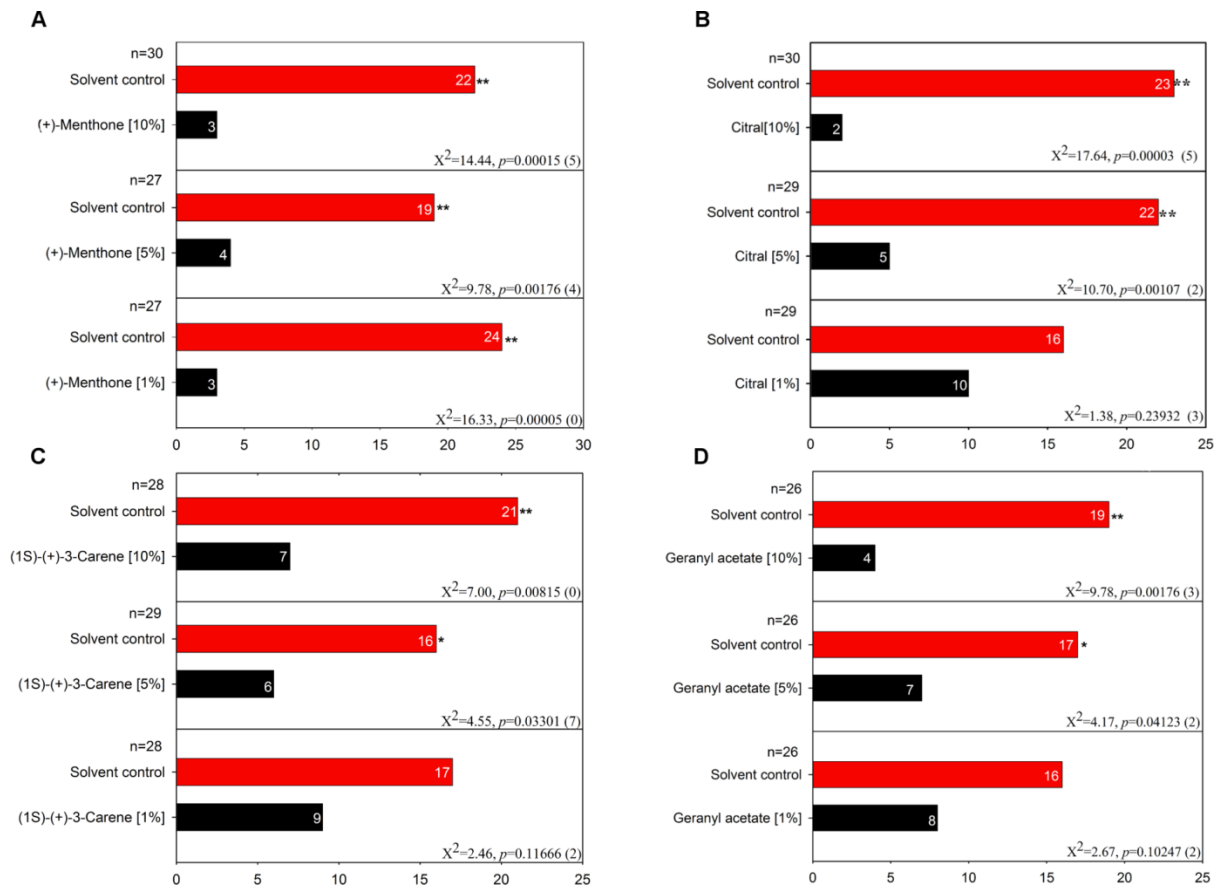 A
n=30
Solvent control
22 **
(+)-Menthone [10%]
3
X²=14.44, p=0.00015 (5)
n=27
Solvent control
19 **
(+)-Menthone [5%]
4
X²=9.78, p=0.00176 (4)
n=27
Solvent control
24 **
(+)-Menthone [1%]
3
X²=16.33, p=0.00005 (0)
0 5 10 15 20 25 30
B
n=30
Solvent control
23 **
Citral[10%]
2
X²=17.64, p=0.00003 (5)
n=29
Solvent control
22 **
Citral [5%]
5
X²=10.70, p=0.00107 (2)
n=29
Solvent control
16
Citral [1%]
10
X²=1.38, p=0.23932 (3)
0 5 10 15 20 25
C
n=28
Solvent control
21 **
(1S)-(+)-3-Carene [10%]
7
X²=7.00, p=0.00815 (0)
n=29
Solvent control
16 *
(1S)-(+)-3-Carene [5%]
6
X²=4.55, p=0.03301 (7)
n=28
Solvent control
17
(1S)-(+)-3-Carene [1%]
9
X²=2.46, p=0.11666 (2)
0 5 10 15 20 25
D
n=26
Solvent control
19 **
Geranyl acetate [10%]
4
X²=9.78, p=0.00176 (3)
n=26
Solvent control
17 *
Geranyl acetate [5%]
7
X²=4.17, p=0.04123 (2)
n=26
Solvent control
16
Geranyl acetate [1%]
8
X²=2.67, p=0.10247 (2)
0 5 10 15 20 25